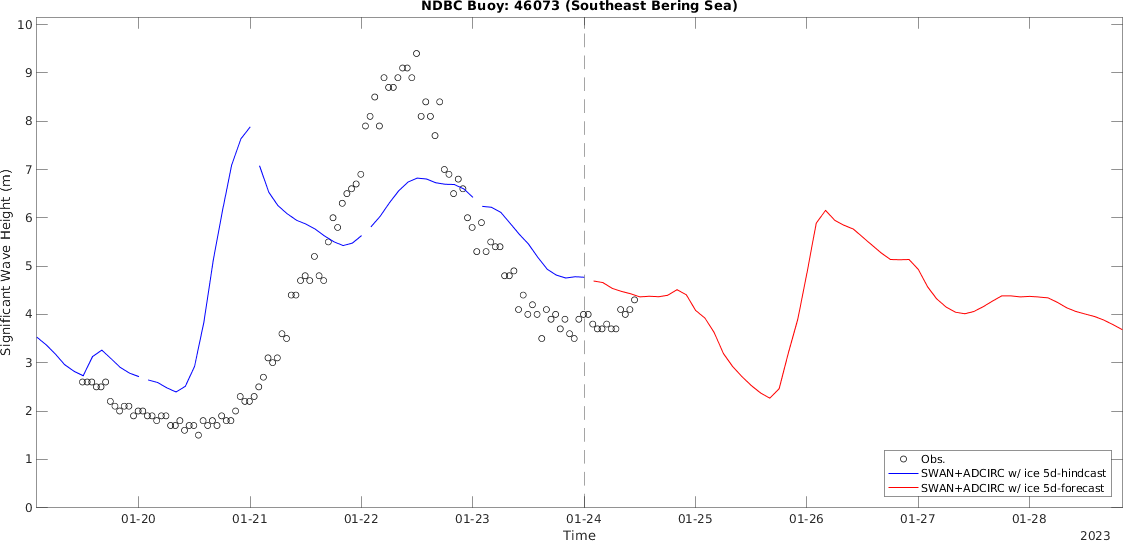 NDBC Buoy: 46073 (Southeast Bering Sea)
10
9
8
7
6
5
4
3
2
1
0
Significant Wave Height (m)
01-20 01-21 01-22 01-23 01-24 01-25 01-26 01-27 01-28
Time
2023
Obs.
SWAN+ADCIRC w/ ice 5d-hindcast
SWAN+ADCIRC w/ ice 5d-forecast